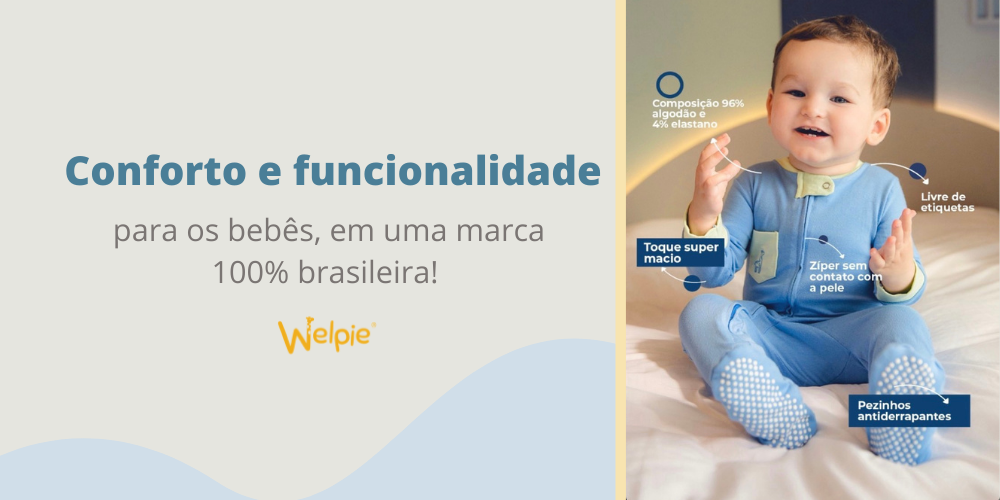 Conforto e funcionalidade
para os bebês, em uma marca
100% brasileira!
Welpie®
Composição 96%
algodão e
4% elastano
Livre de
etiquetas
Toque super
macio
Zíper sem
contato com
a pele
Pezinhos
antiderrapantes